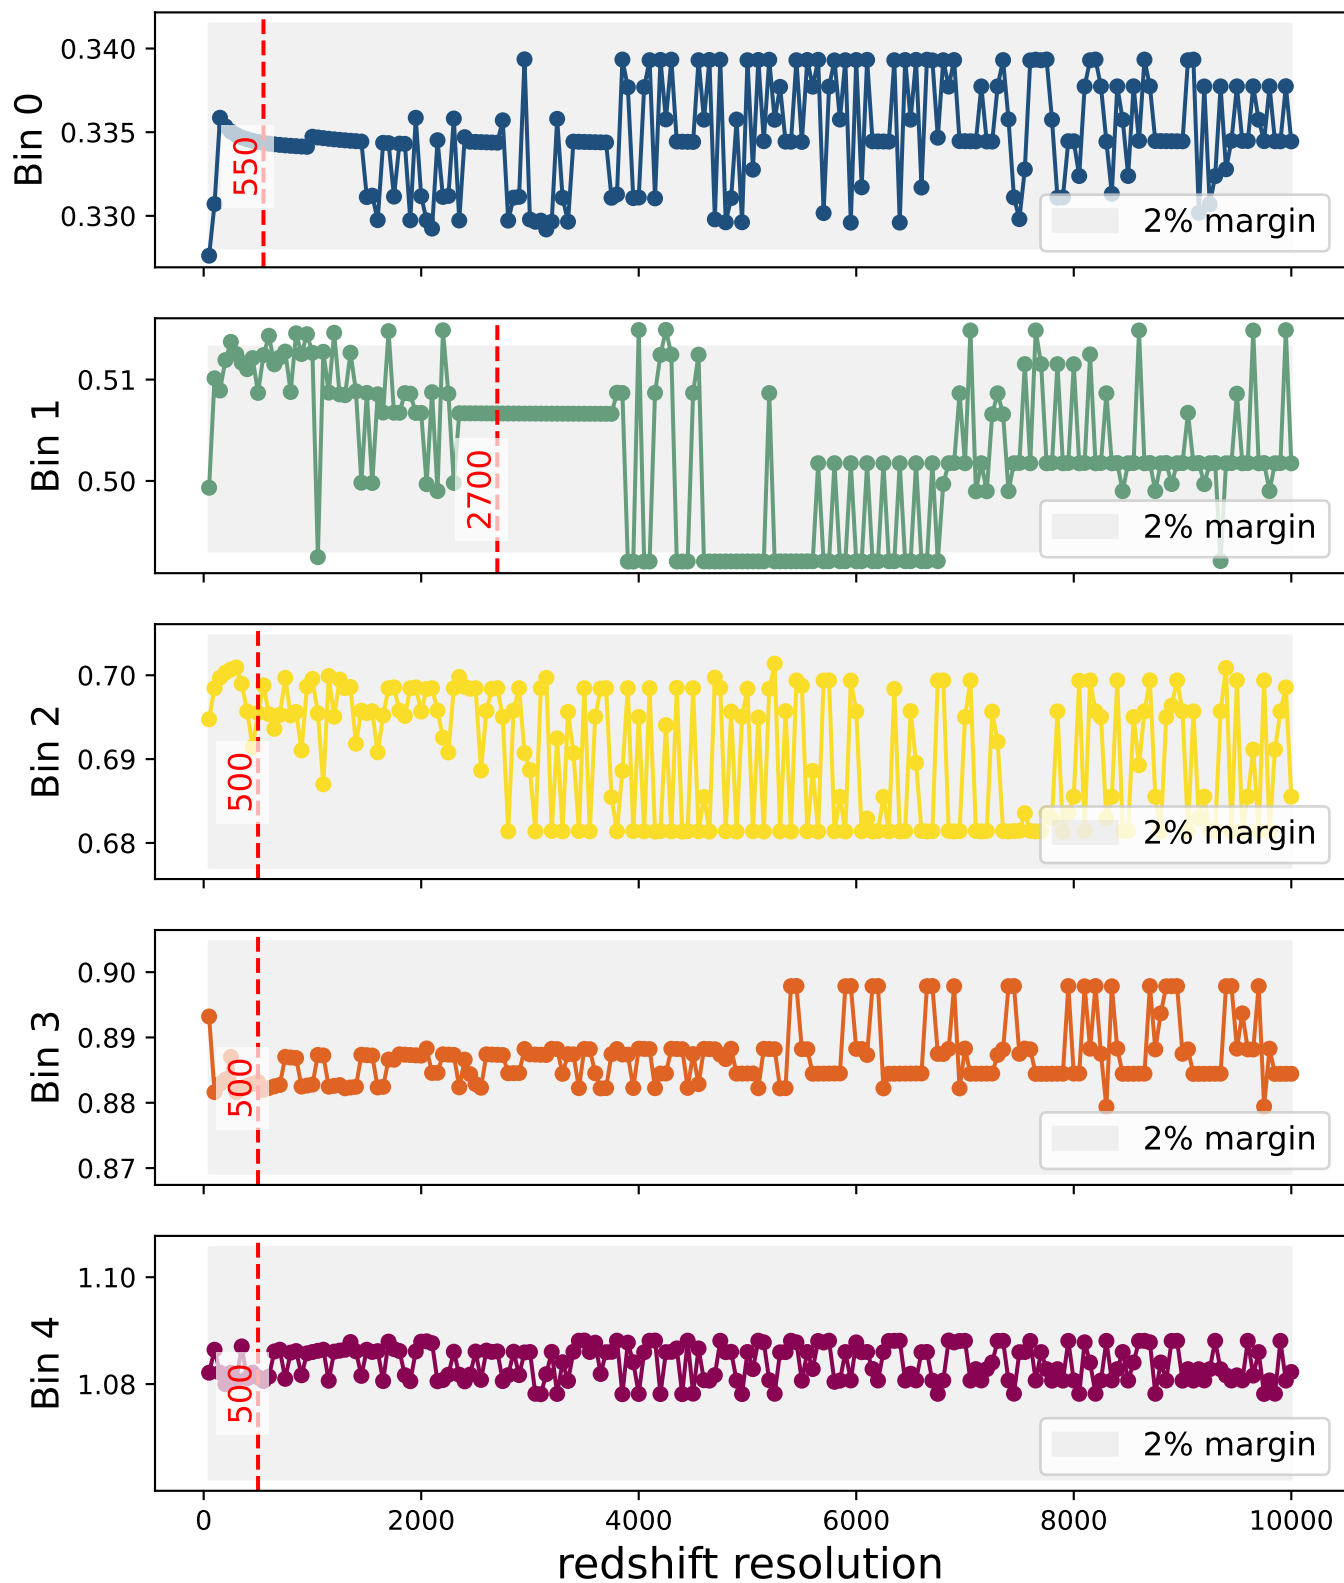 0.340
0.335
0.330
Bin 0
550
2% margin
0.51
0.50
Bin 1
2700
2% margin
0.70
0.69
0.68
Bin 2
500
2% margin
0.90
0.89
0.88
0.87
Bin 3
500
2% margin
1.10
1.08
Bin 4
500
2% margin
0 2000 4000 6000 8000 10000
redshift resolution